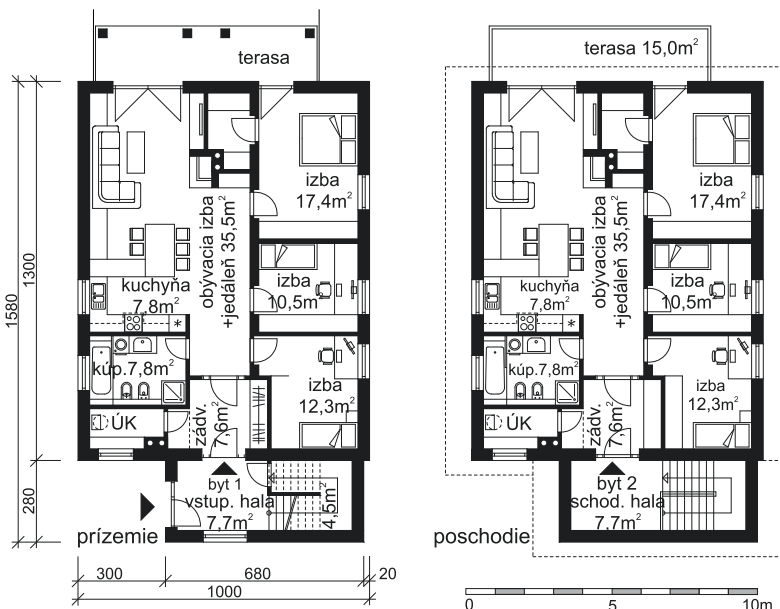 terasa
izba
17,4m²
obývacia izba
+jedáleň 35,5m²
kuchyňa
7,8m²
*
izba
10,5m²
kúp.7,8m²
izba
12,3m²
ÚK
zádv.
7,6m²
byt 1
vstup. hala
7,7m²
4,5m²
prízemie
1580
1300
280
300
680
20
1000
terasa 15,0m²
izba
17,4m²
obývacia izba
+jedáleň 35,5m²
kuchyňa
7,8m²
*
izba
10,5m²
kúp.7,8m²
izba
12,3m²
ÚK
zádv.
7,6m²
byt 2
schod. hala
7,7m²
poschodie
0 5 10m